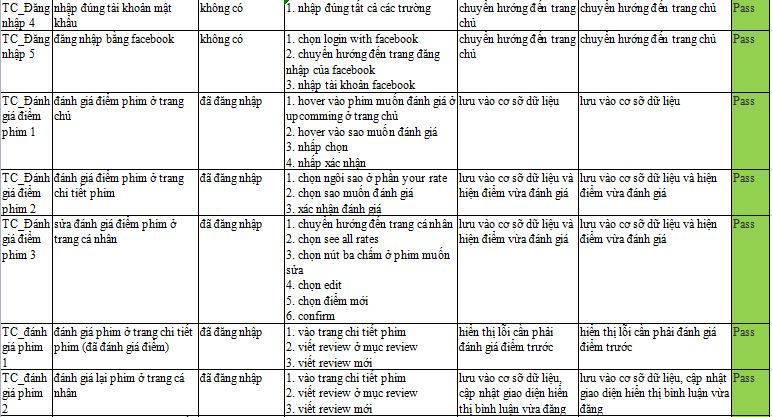 TC_Đăng nhập 4
nhập đúng tài khoản mật khẩu
không có
1. nhập đúng tất cả các trường
chuyển hướng đến trang chủ
chuyển hướng đến trang chủ
Pass
TC_Đăng nhập 5
đăng nhập bằng facebook
không có
1. chọn login with facebook
2. chuyển hướng đến trang đăng nhập của facebook
3. nhập tài khoản facebook
chuyển hướng đến trang chủ
chuyển hướng đến trang chủ
Pass
TC_Đánh giá điểm phim 1
đánh giá điểm phim ở trang chủ
đã đăng nhập
1. hover vào phim muốn đánh giá ở upcomming ở trang chủ
2. hover vào sao muốn đánh giá
3. nhấp chọn
4. nhấp xác nhận
lưu vào cơ sỡ dữ liệu
lưu vào cơ sỡ dữ liệu
Pass
TC_Đánh giá điểm phim 2
đánh giá điểm phim ở trang chi tiết phim
đã đăng nhập
1. chọn ngôi sao ở phần your rate
2. chọn sao muốn đánh giá
3. xác nhận đánh giá
lưu vào cơ sỡ dữ liệu và hiện điểm vừa đánh giá
lưu vào cơ sỡ dữ liệu và hiện điểm vừa đánh giá
Pass
TC_Đánh giá điểm phim 3
sửa đánh giá điểm phim ở trang cá nhân
đã đăng nhập
1. chuyển hướng đến trang cá nhân
2. chọn see all rates
3. chọn nút ba chấm ở phim muốn sửa
4. chọn edit
5. chọn điểm mới
6. confirm
lưu vào cơ sỡ dữ liệu và hiện điểm vừa đánh giá
lưu vào cơ sỡ dữ liệu và hiện điểm vừa đánh giá
Pass
TC_đánh giá phim 1
đánh giá phim ở trang chi tiết phim (đã đánh giá điểm)
đã đăng nhập
1. vào trang chi tiết phim
2. viết review ở mục review
3. viết review mới
hiển thị lỗi cần phải đánh giá điểm trước
hiển thị lỗi cần phải đánh giá điểm trước
Pass
TC_đánh giá phim 2
đánh giá lại phim ở trang cá nhân
đã đăng nhập
1. vào trang chi tiết phim
2. viết review ở mục review
3. viết review mới
lưu vào cơ sỡ dữ liệu, cập nhật giao diện hiển thị bình luận vừa đăng
lưu vào cơ sỡ dữ liệu, cập nhật giao diện hiển thị bình luận vừa đăng
Pass